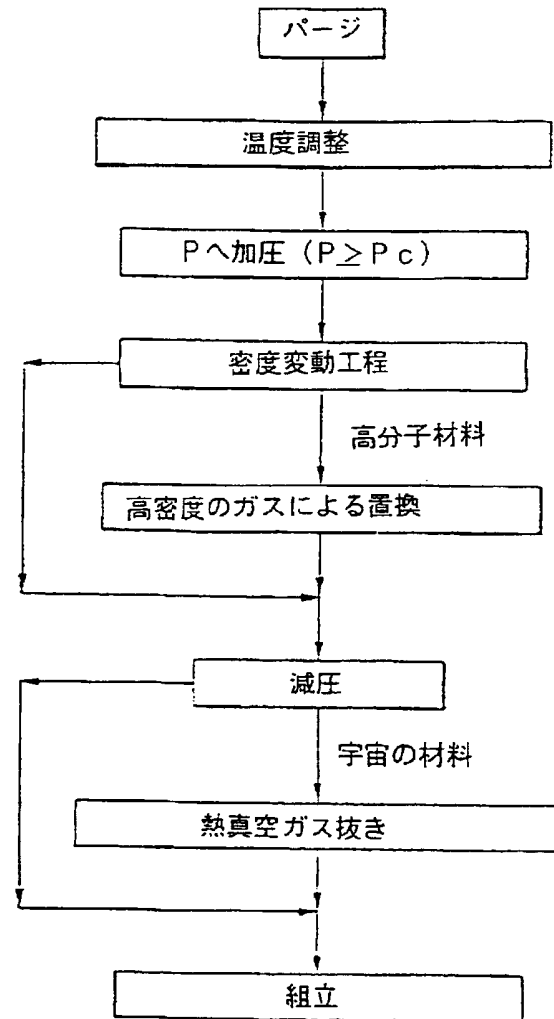 パージ
温度調整
Pへ加圧（P≥Pc）
密度変動工程
高分子材料
高密度のガスによる置換
減圧
宇宙の材料
熱真空ガス抜き
組立